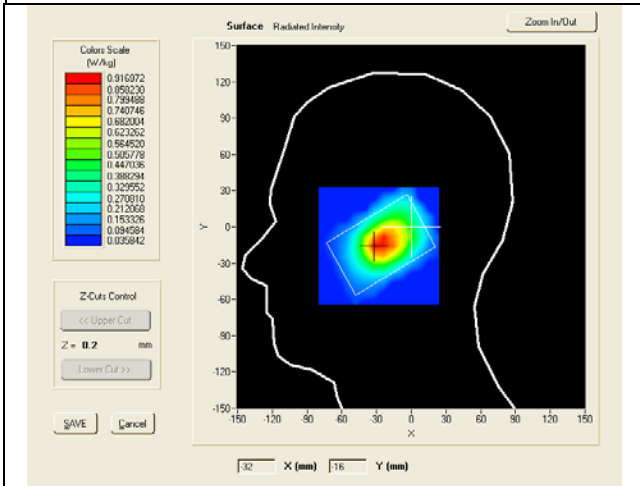 Surface Radiated Intensity
Zoom In/Out
Colors Scale
(W/kg)
0.916972
0.858230
0.799488
0.740746
0.682004
0.623262
0.564520
0.505778
0.447036
0.388294
0.329552
0.270810
0.212068
0.153326
0.094584
0.035842
Z-Cuts Control
<< Upper Cut
Z = 0.2 mm
Lower Cut >>
SAVE Cancel
150
120
90
60
30
0
-30
-60
-90
-120
-150
Y
-150 -120 -90 -60 -30 0 30 60 90 120 150
X
-32 X (mm) -16 Y (mm)